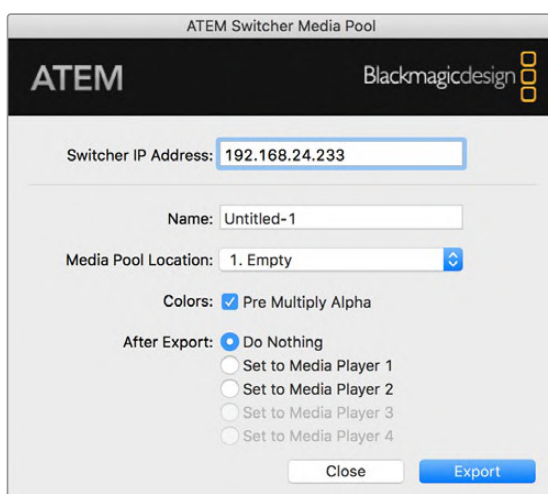 ATEM Switcher Media Pool
ATEM Blackmagicdesign
Switcher IP Address: 192.168.24.233
Name: Untitled-1
Media Pool Location: 1. Empty
Colors: Pre Multiply Alpha
After Export: Do Nothing
Set to Media Player 1
Set to Media Player 2
Set to Media Player 3
Set to Media Player 4
Close Export